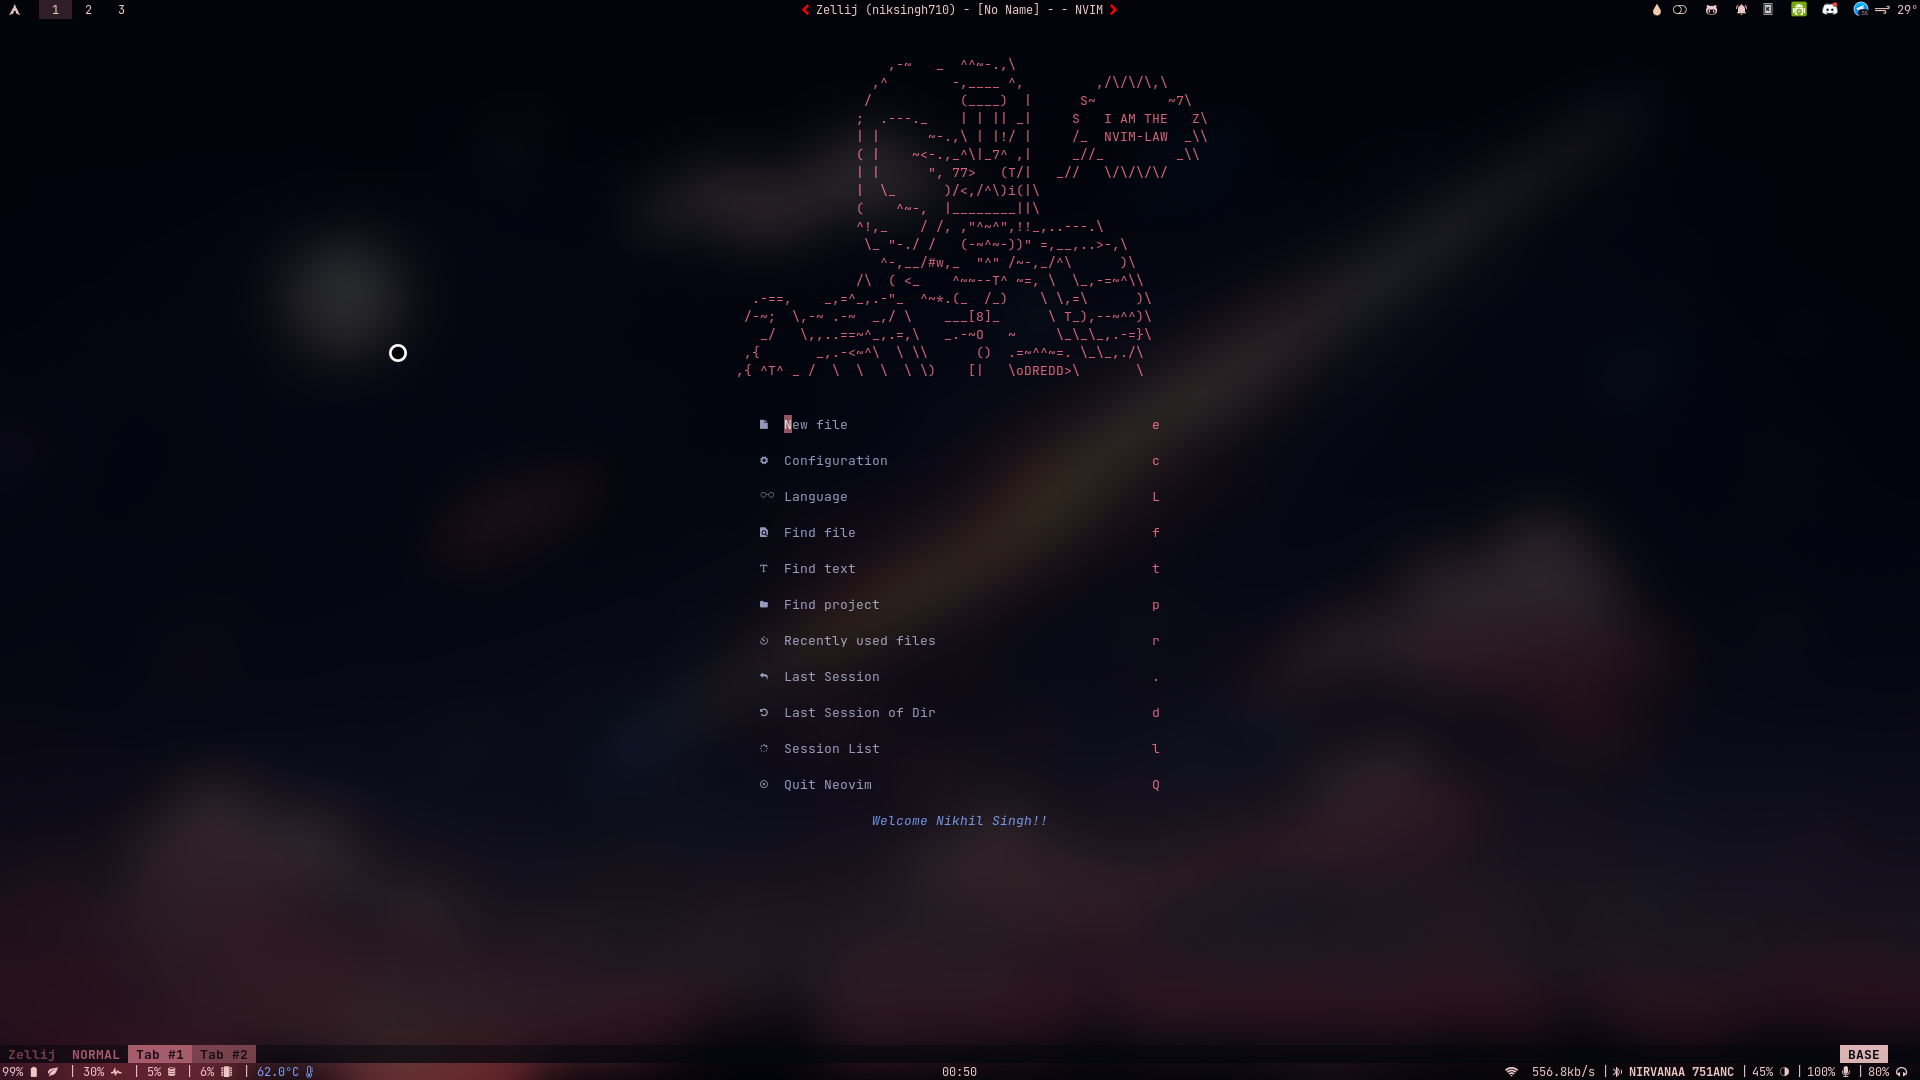 1 2 3 Zellij (niksingh710) - [No Name] - - NVIM 29°
I AM THE
NVIM-LAW
DREDD
New file e
Configuration c
Language L
Find file f
Find text t
Find project p
Recently used files r
Last Session .
Last Session of Dir d
Session List l
Quit Neovim Q
Welcome Nikhil Singh!!
Zellij NORMAL Tab #1 Tab #2 BASE
99% | 30% | 5% | 6% | 62.0°C 00:50 556.8kb/s | NIRVANAA 751ANC | 45% | 100% | 80%